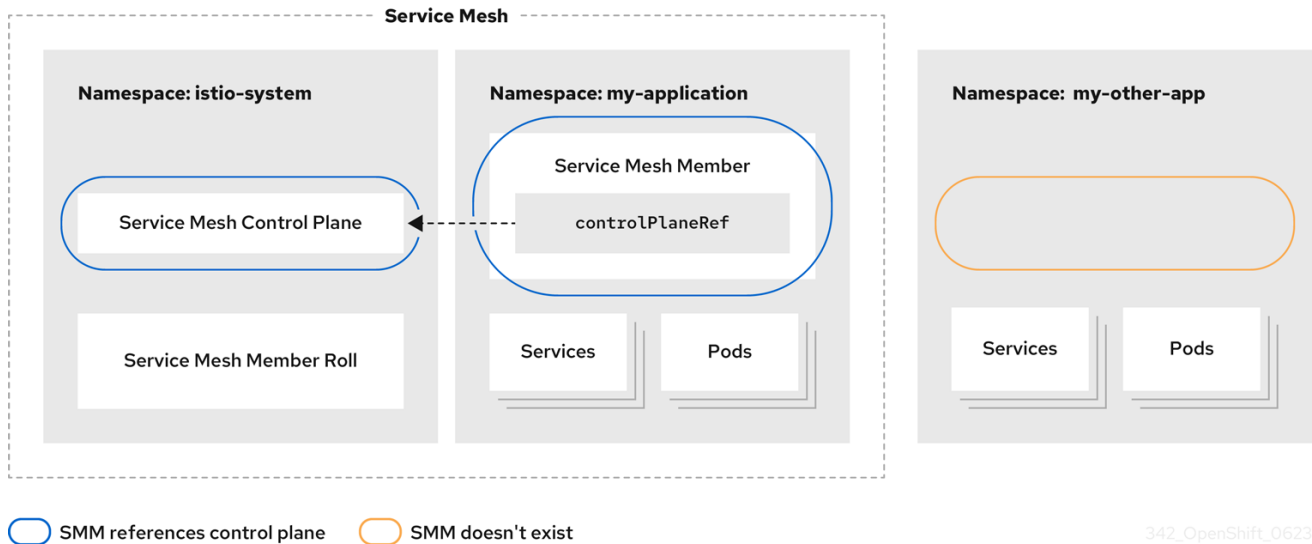 Service Mesh
Namespace: istio-system
Service Mesh Control Plane
Service Mesh Member Roll
Namespace: my-application
Service Mesh Member
controlPlaneRef
Services
Pods
Namespace: my-other-app
Services
Pods
SMM references control plane
SMM doesn't exist
342_OpenShift_0623